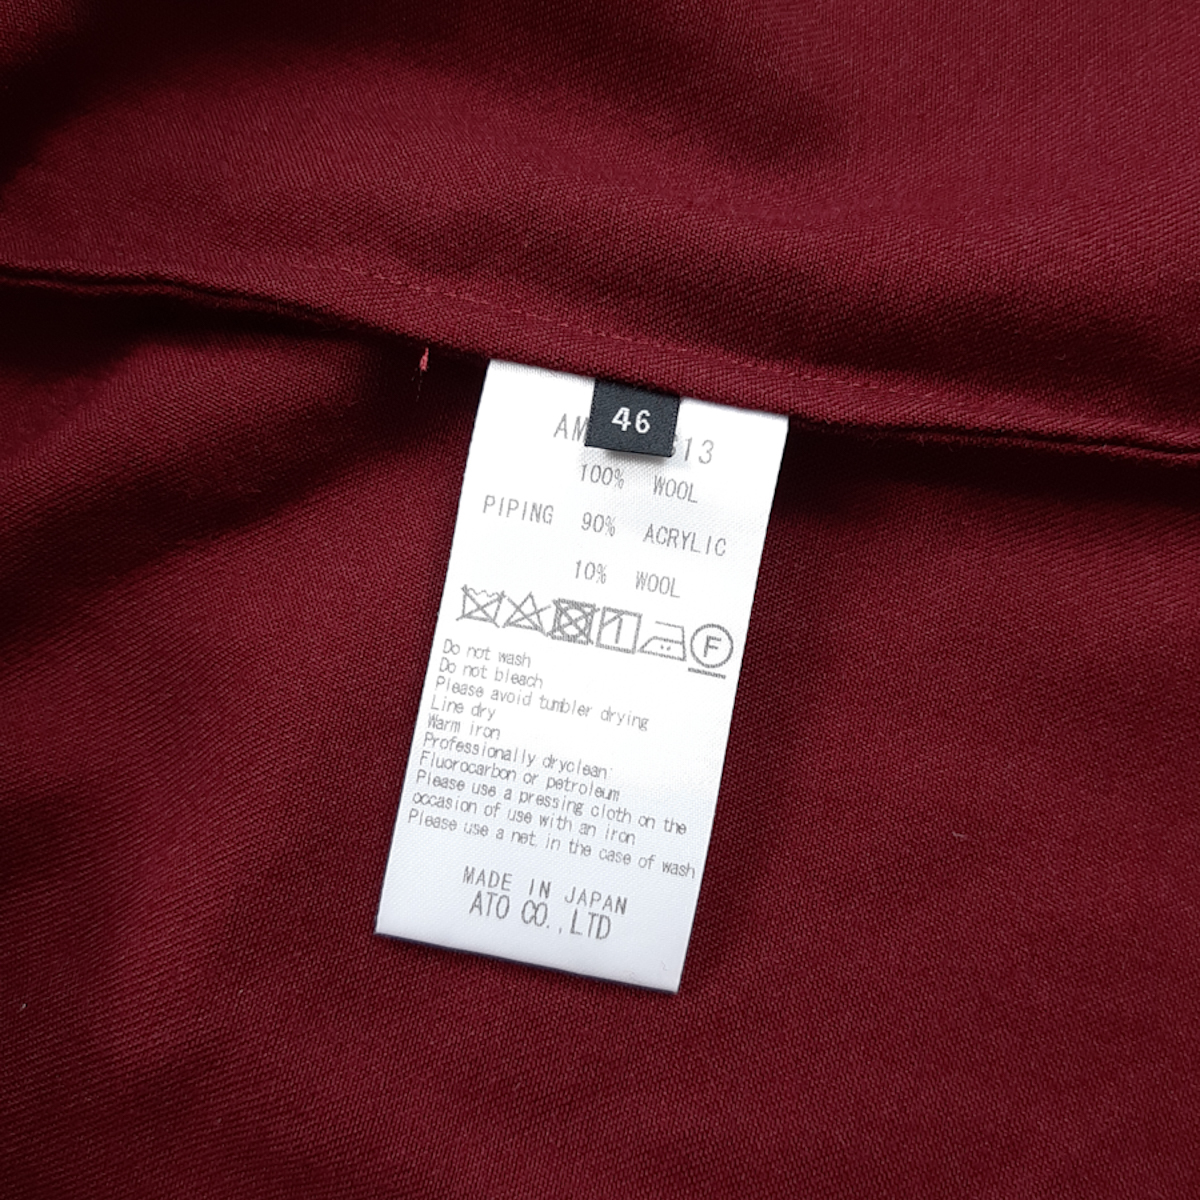 46
100% WOOL
PIPING 90% ACRYLIC
10% WOOL
F
Do not wash
Do not bleach
Please avoid tumbler drying
Line dry
Warm iron
Professionally dryclean
Fluorocarbon or petroleum
Please use a pressing cloth on the
occasion of use with an iron
Please use a net in the case of wash
MADE IN JAPAN
ATO CO.,LTD